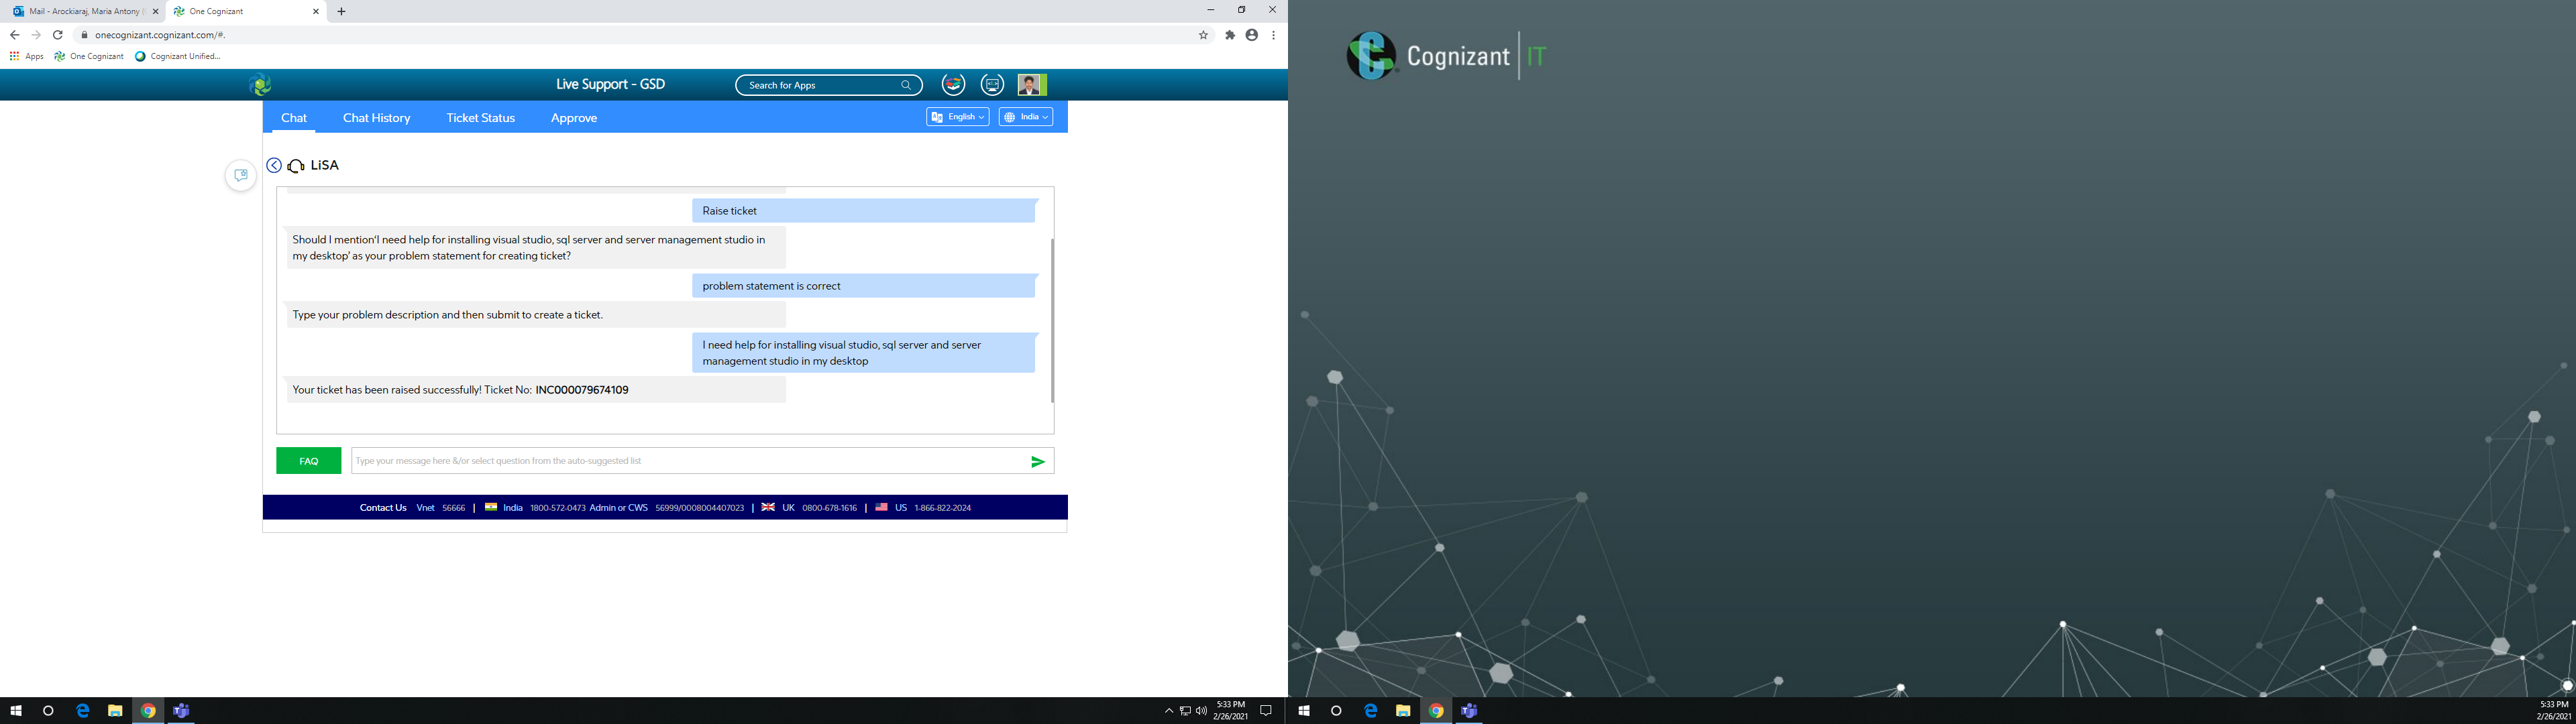 Mail - Arockiaraj, Maria Antony
One Cognizant
onecognizant.cognizant.com/#.
Apps
One Cognizant
Cognizant Unified...
Live Support - GSD
Search for Apps
Chat
Chat History
Ticket Status
Approve
English
India
LiSA
Raise ticket
Should I mention'I need help for installing visual studio, sql server and server management studio in
my desktop' as your problem statement for creating ticket?
problem statement is correct
Type your problem description and then submit to create a ticket.
I need help for installing visual studio, sql server and server
management studio in my desktop
Your ticket has been raised successfully! Ticket No: INC000079674109
FAQ
Type your message here &/or select question from the auto-suggested list
Contact Us Vnet 56666 | India 1800-572-0473 Admin or CWS 56999/0008004407023 | UK 0800-678-1616 | US 1-866-822-2024
5:33 PM
2/26/2021
Cognizant | IT
5:33 PM
2/26/2021